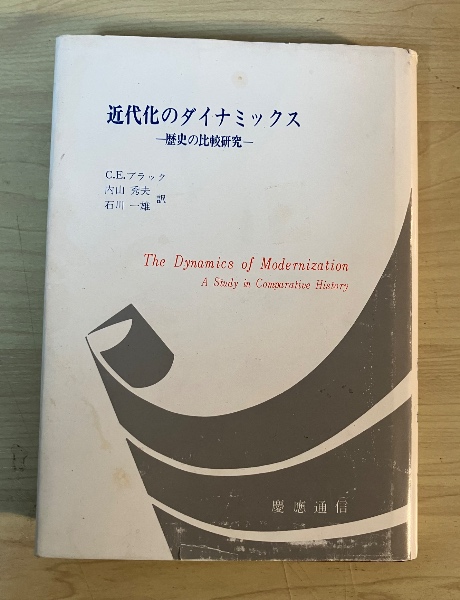 近代化のダイナミックス
―歴史の比較研究―
C.E.ブラック
内山 秀夫
石川 一雄 訳
The Dynamics of Modernization
A Study in Comparative History
慶應通信